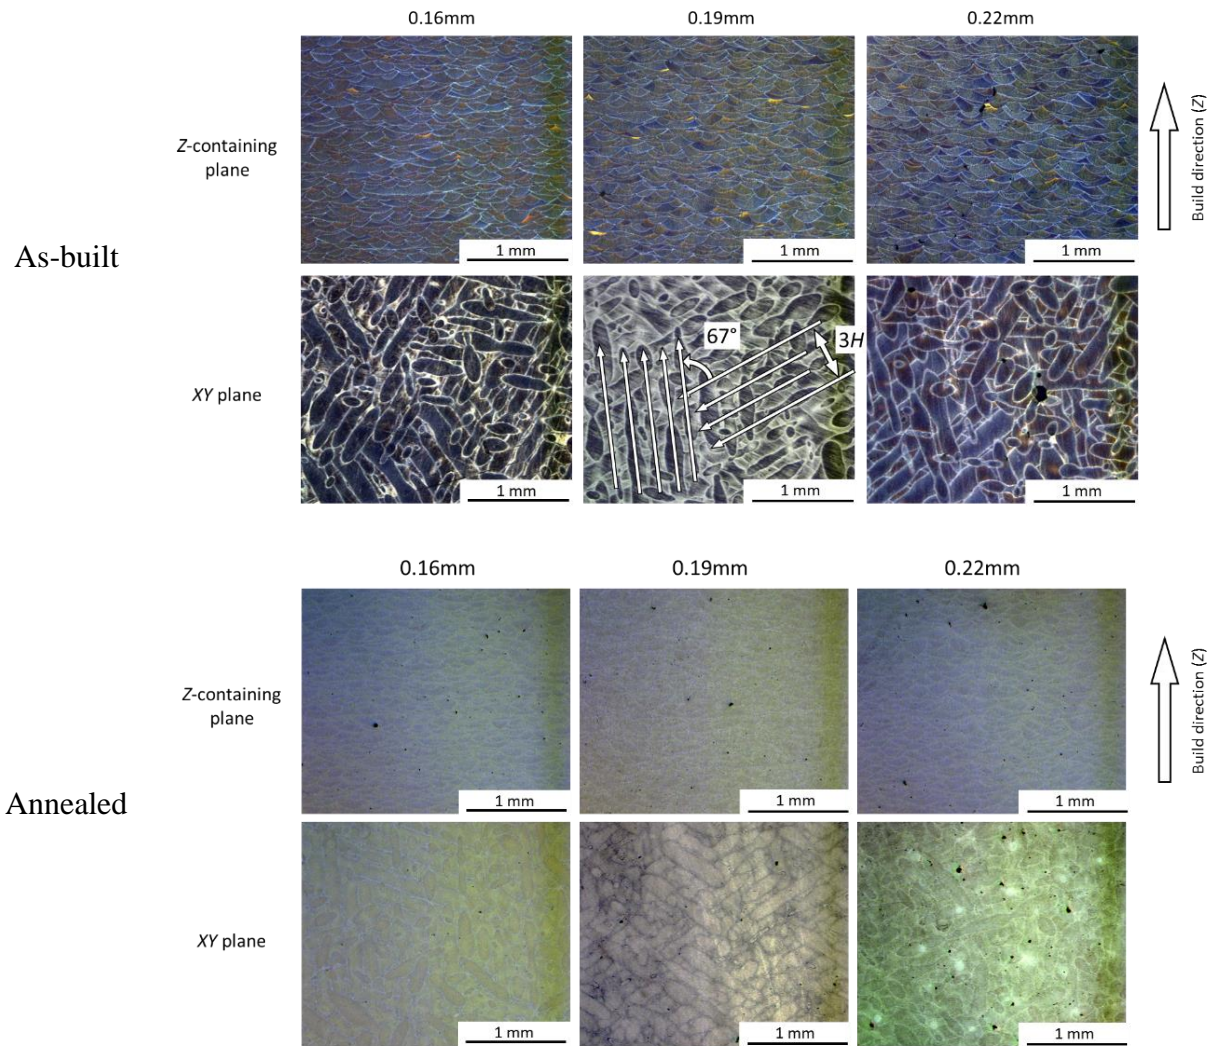 0.16mm 0.19mm 0.22mm
Z-containing
plane
1 mm 1 mm 1 mm
Build direction (Z)
As-built
XY plane
67°
3H
1 mm 1 mm 1 mm
0.16mm 0.19mm 0.22mm
Z-containing
plane
1 mm 1 mm 1 mm
Build direction (Z)
Annealed
XY plane
1 mm 1 mm 1 mm